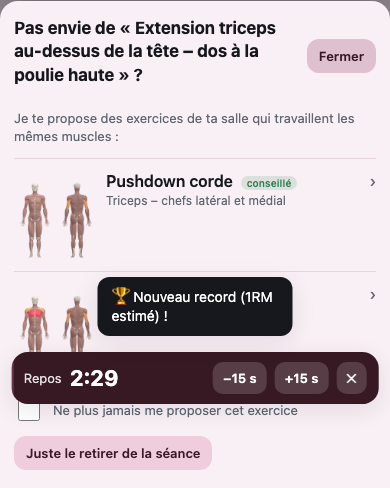 Pas envie de « Extension triceps
au-dessus de la tête – dos à la
poulie haute » ?
Fermer
Je te propose des exercices de ta salle qui travaillent les
mêmes muscles :
Pushdown corde conseillé
Triceps – chefs latéral et médial
🏆 Nouveau record (1RM
estimé) !
Repos 2:29 −15 s +15 s ✕
Ne plus jamais me proposer cet exercice
Juste le retirer de la séance